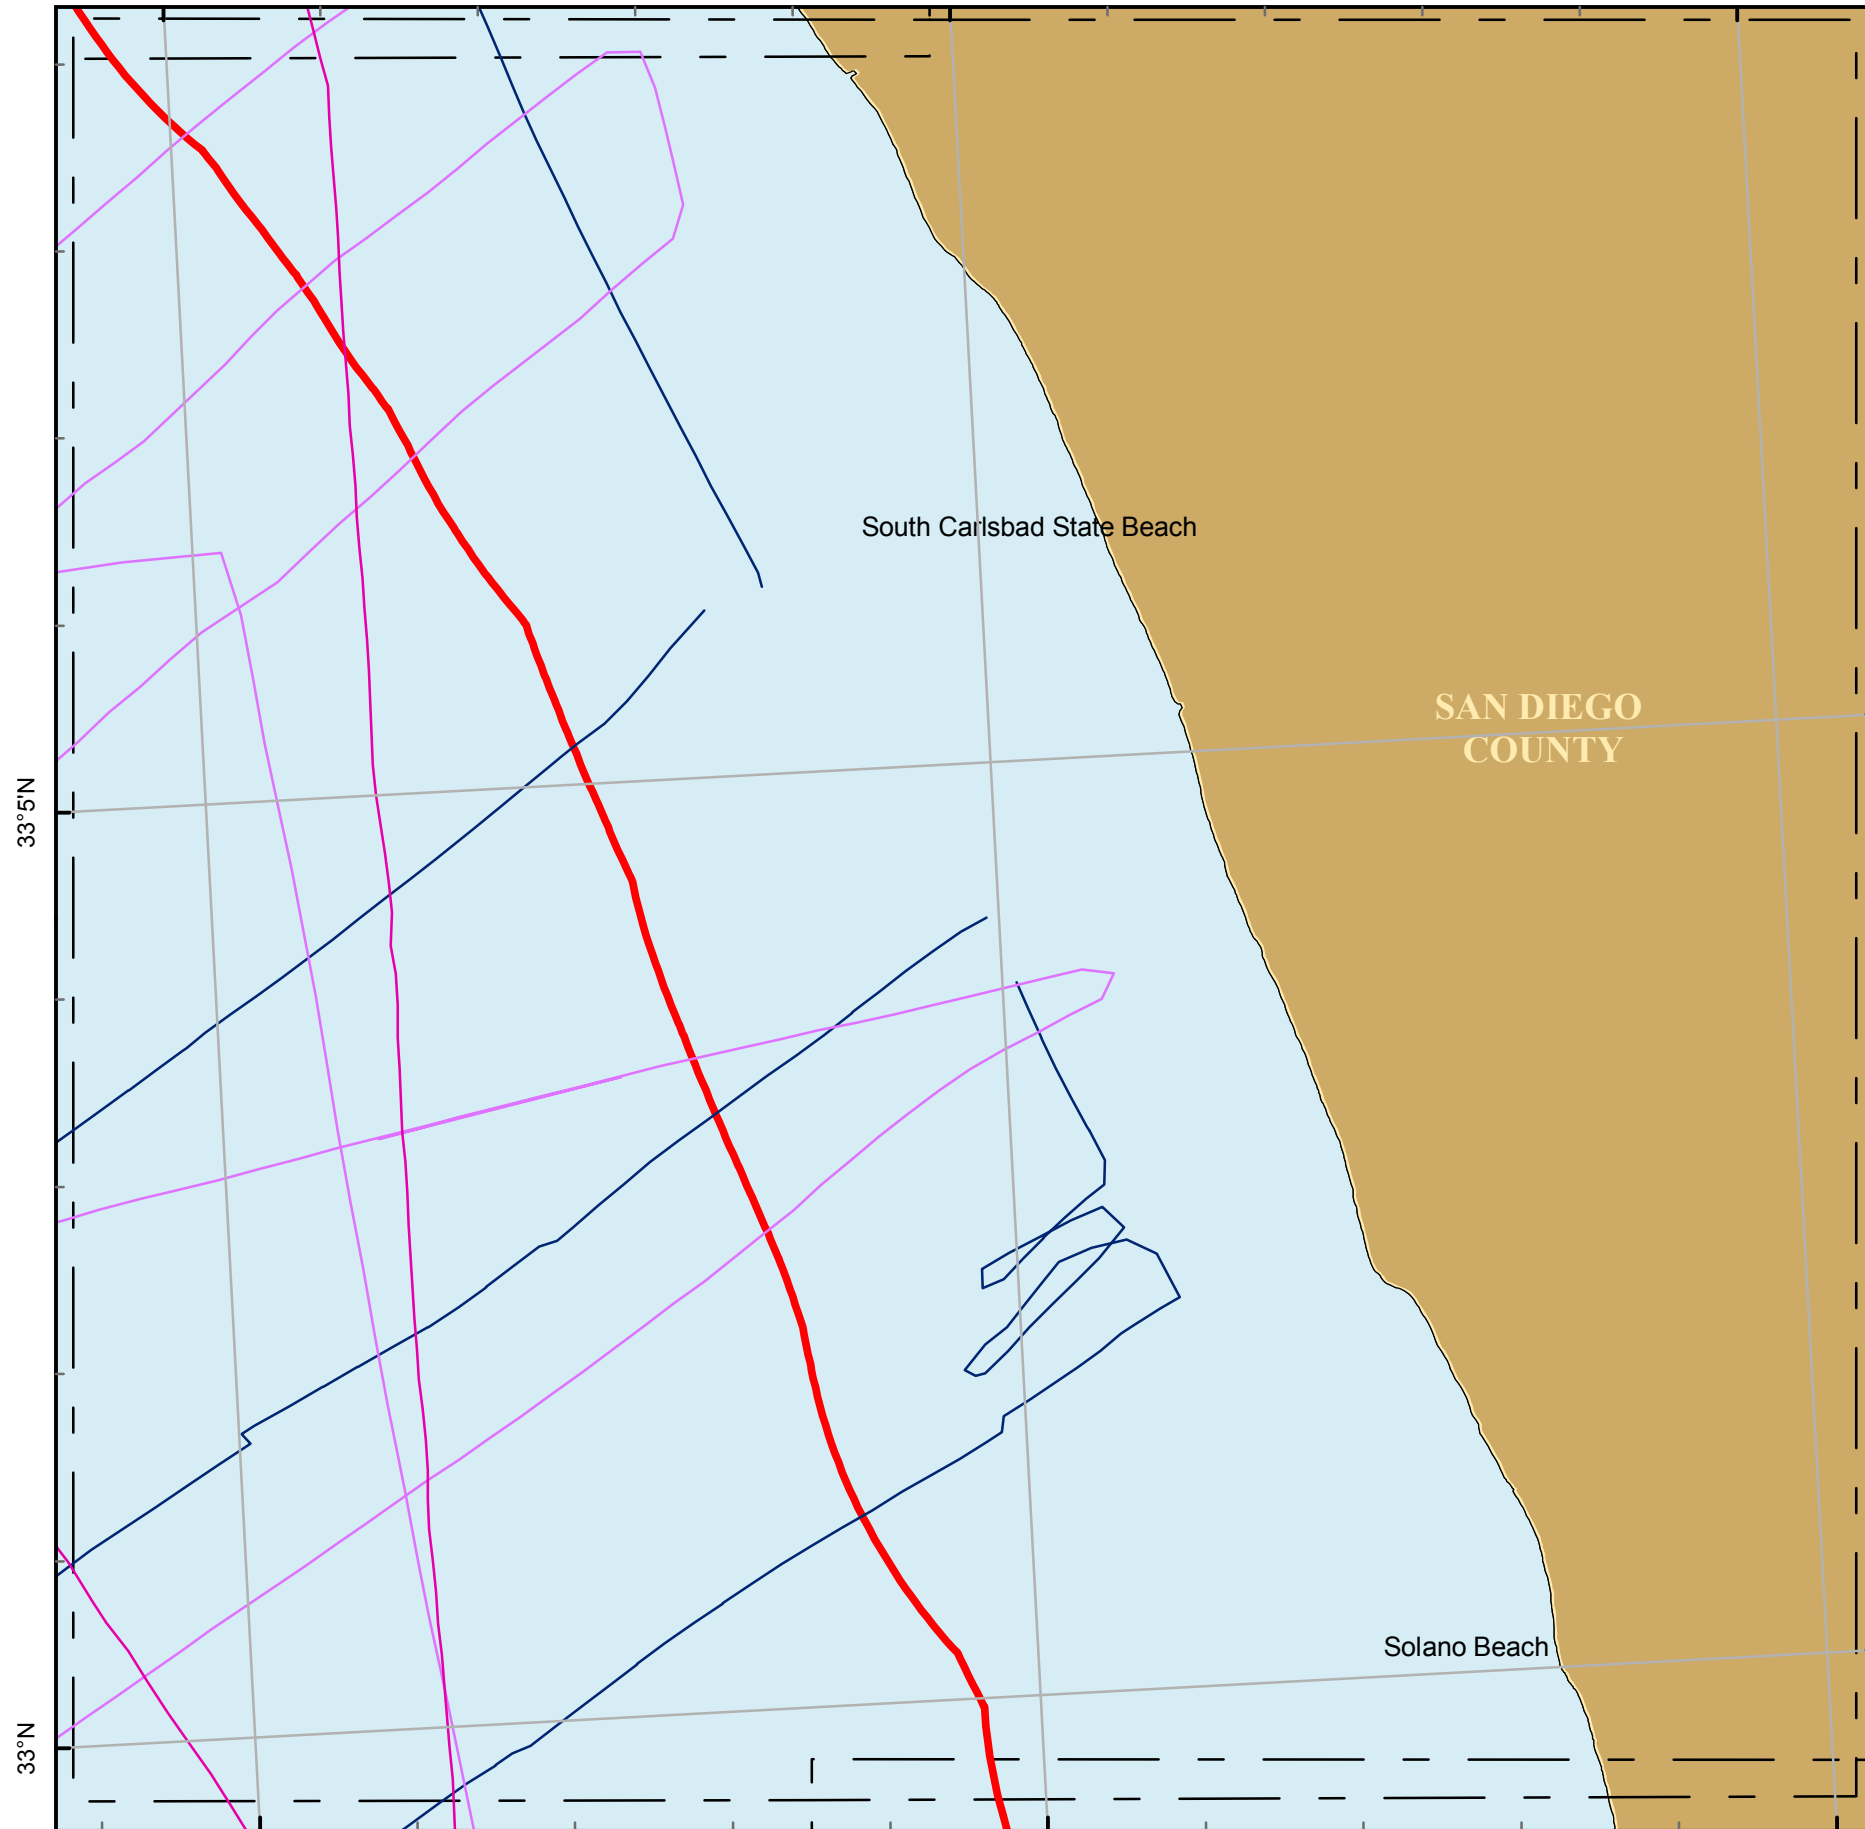 South Carlsbad State Beach
SAN DIEGO
COUNTY
33°5'N
Solano Beach
33°N